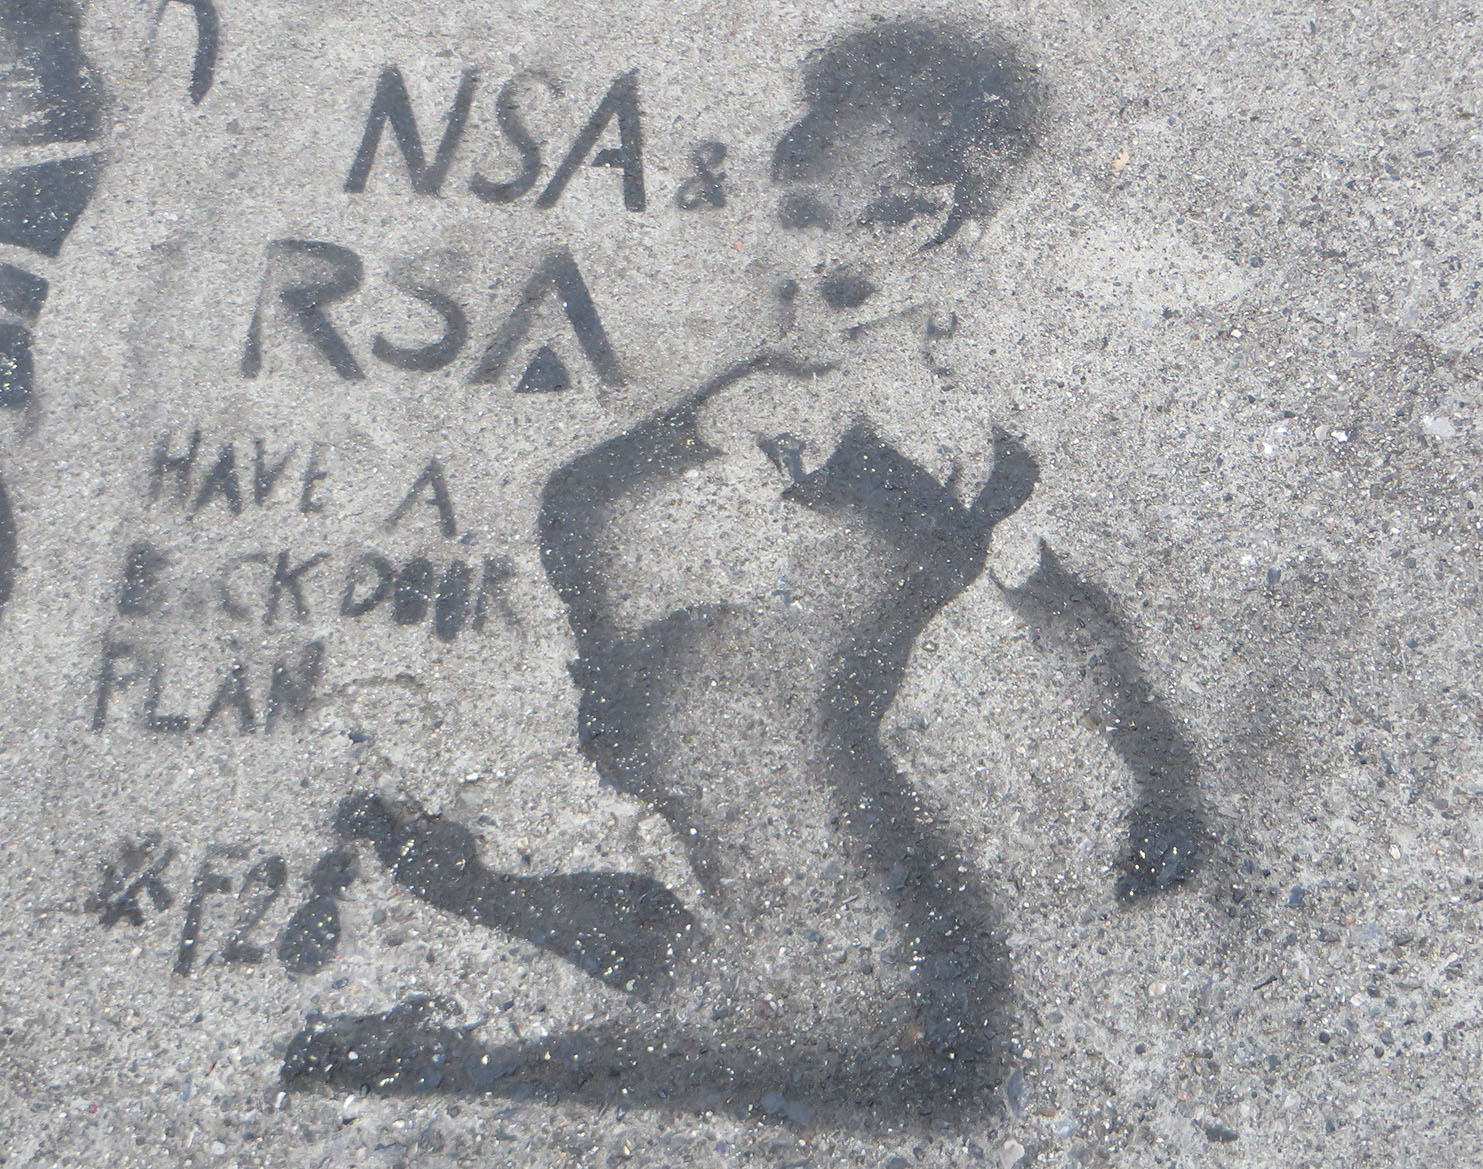 NSA &
RSA
HAVE A
BACKDOOR
PLAN
#F28